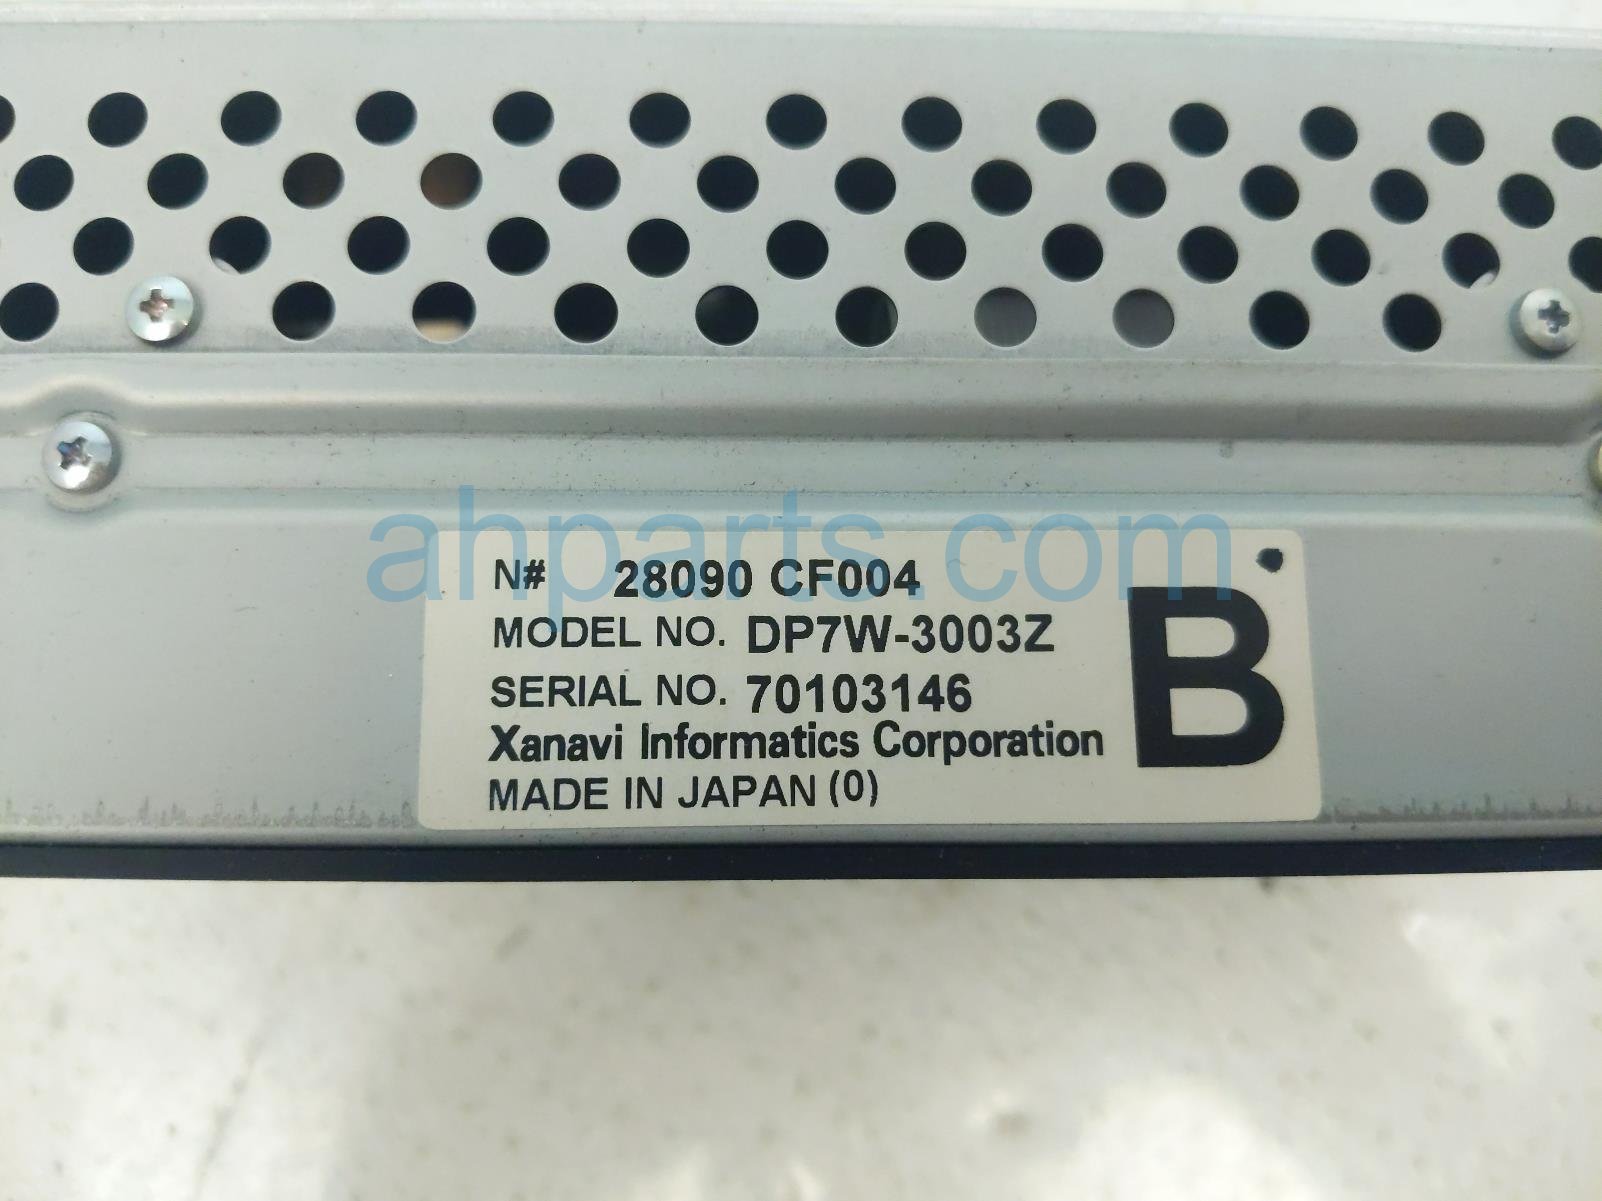 ahparts.com
N# 28090 CF004
MODEL NO. DP7W-3003Z
SERIAL NO. 70103146
Xanavi Informatics Corporation
MADE IN JAPAN (0)
B